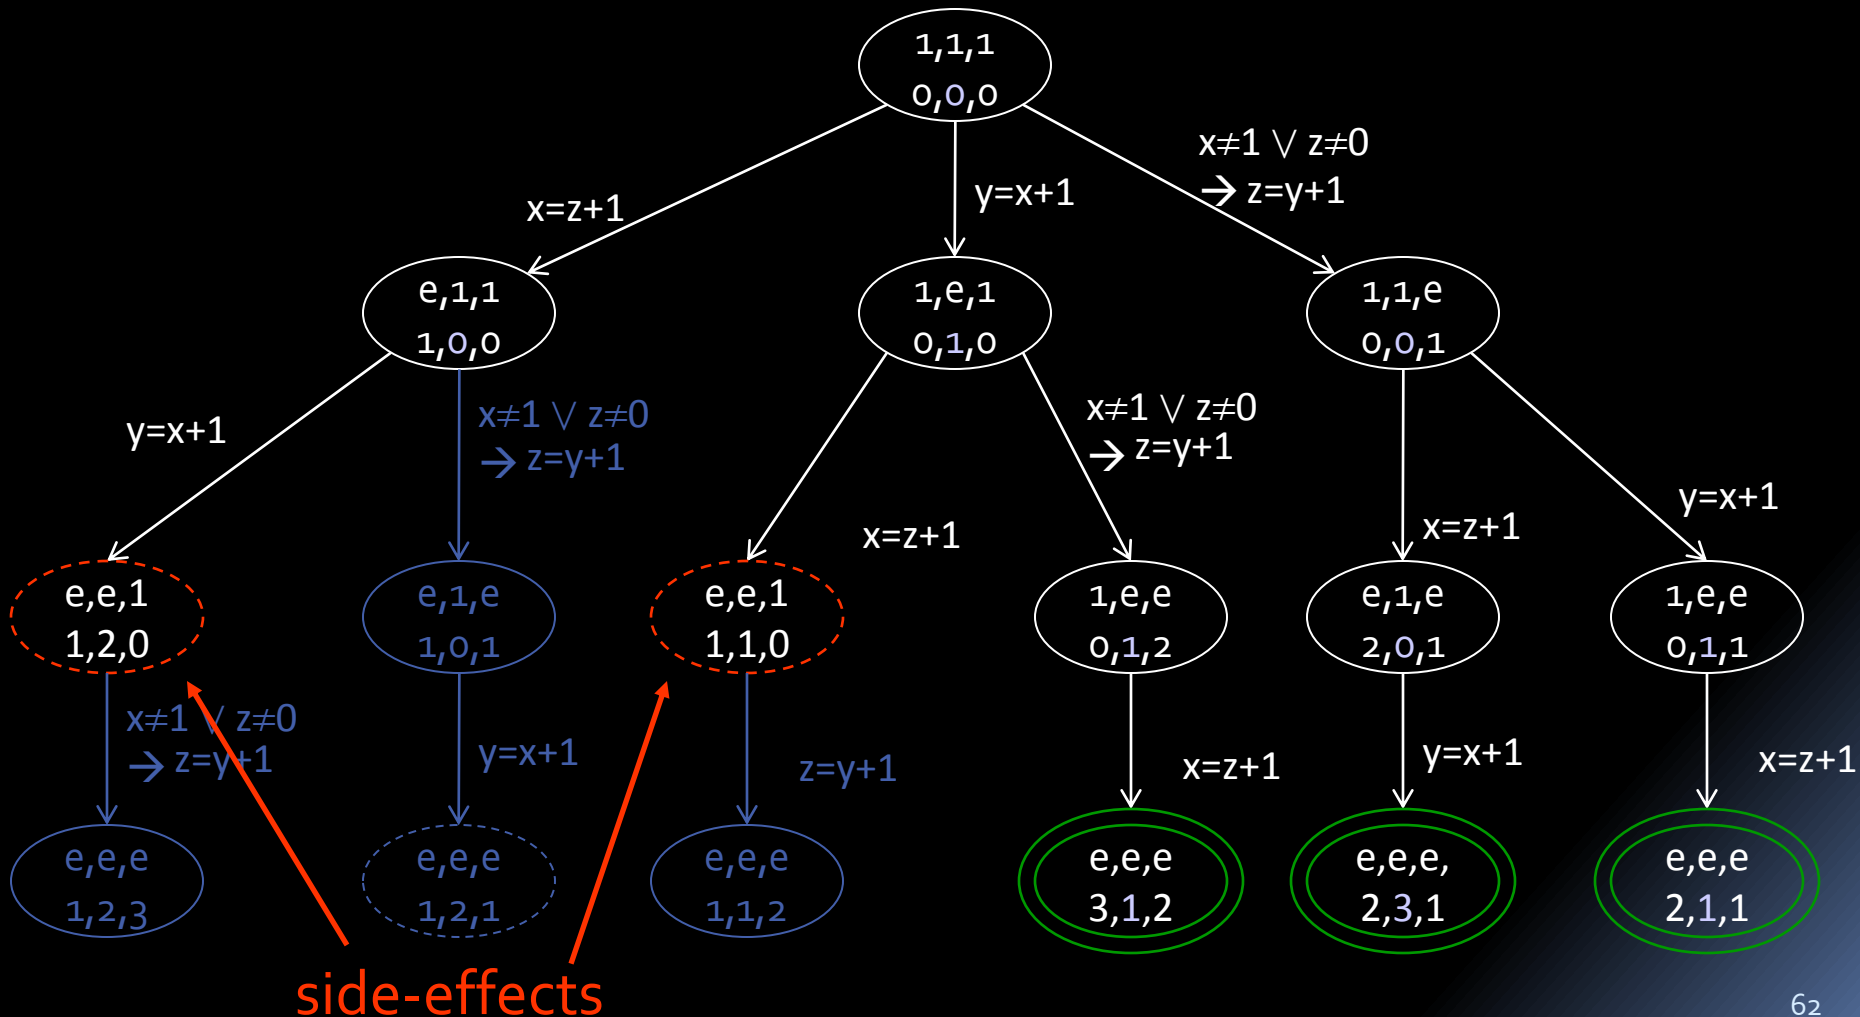 1,1,1
0,0,0
x≠1 ∨ z≠0
→ z=y+1
x=z+1
y=x+1
e,1,1
1,0,0
1,e,1
0,1,0
1,1,e
0,0,1
y=x+1
x≠1 ∨ z≠0
→ z=y+1
x=z+1
x≠1 ∨ z≠0
→ z=y+1
x=z+1
y=x+1
e,e,1
1,2,0
e,1,e
1,0,1
e,e,1
1,1,0
1,e,e
0,1,2
e,1,e
2,0,1
1,e,e
0,1,1
x≠1 ∨ z≠0
→ z=y+1
y=x+1
z=y+1
x=z+1
y=x+1
x=z+1
e,e,e
1,2,3
e,e,e
1,2,1
e,e,e
1,1,2
e,e,e
3,1,2
e,e,e,
2,3,1
e,e,e
2,1,1
side-effects
62